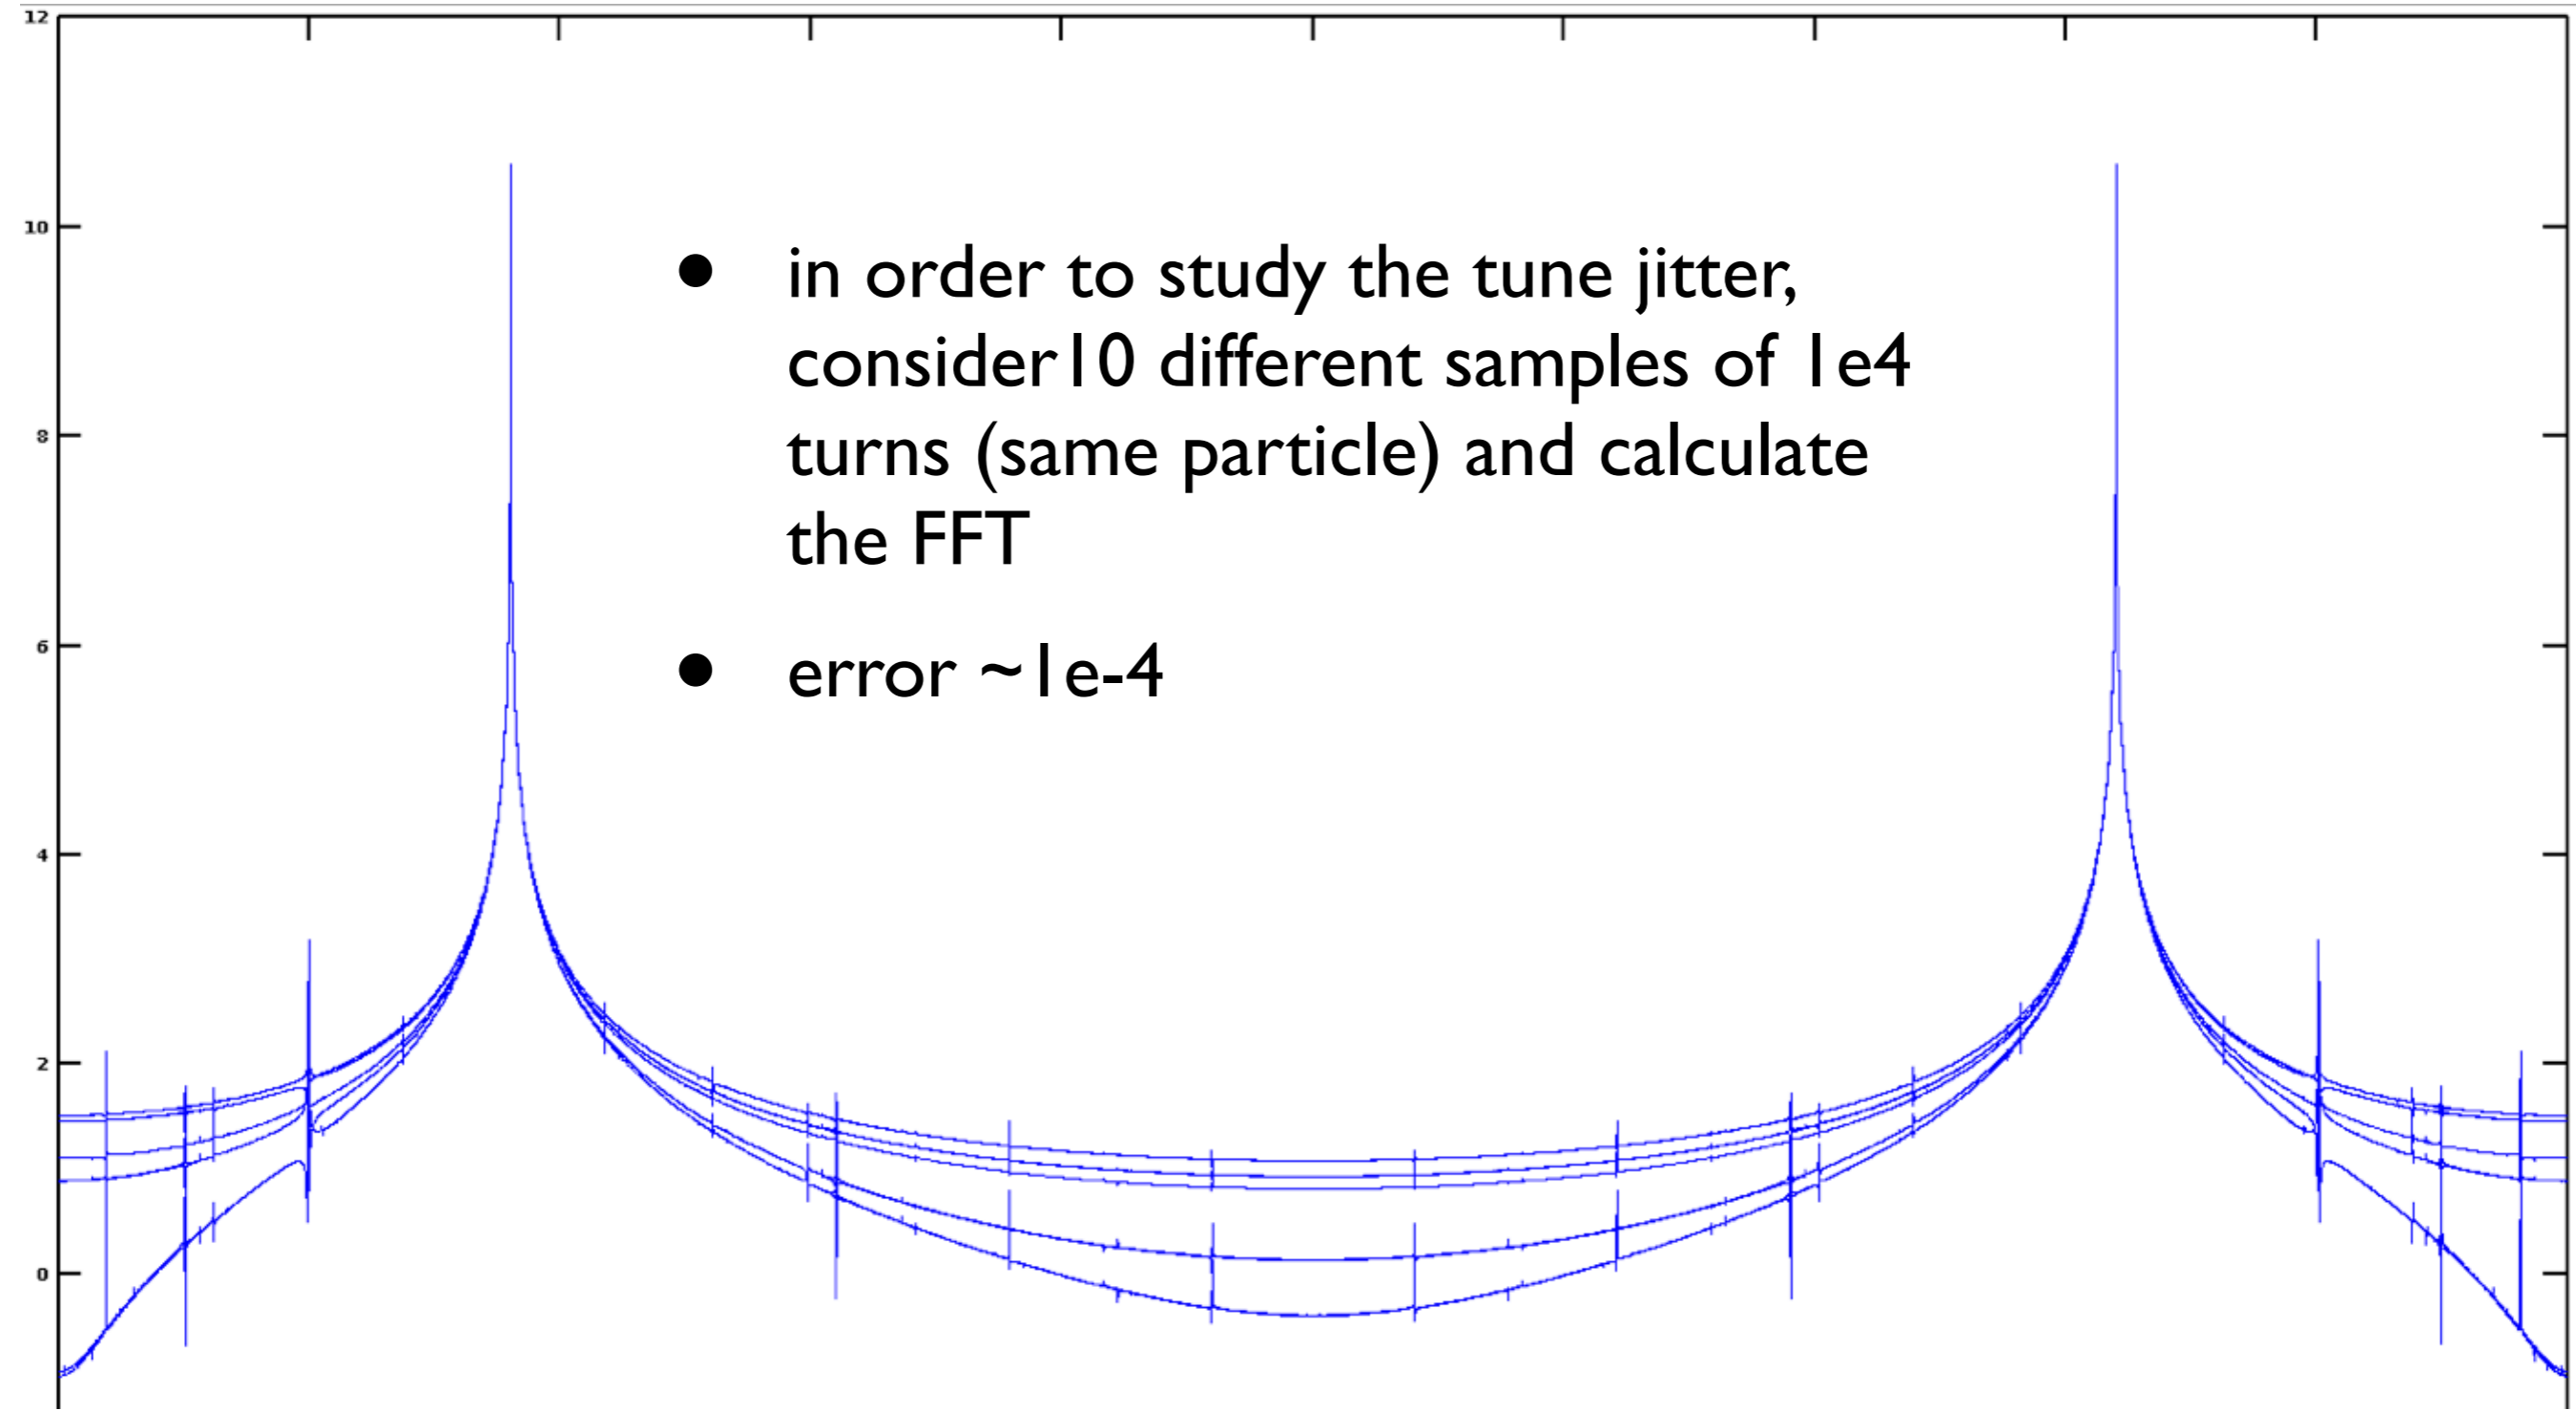 12
10
8
6
4
2
0
● in order to study the tune jitter,
consider10 different samples of 1e4
turns (same particle) and calculate
the FFT
● error ~1e-4